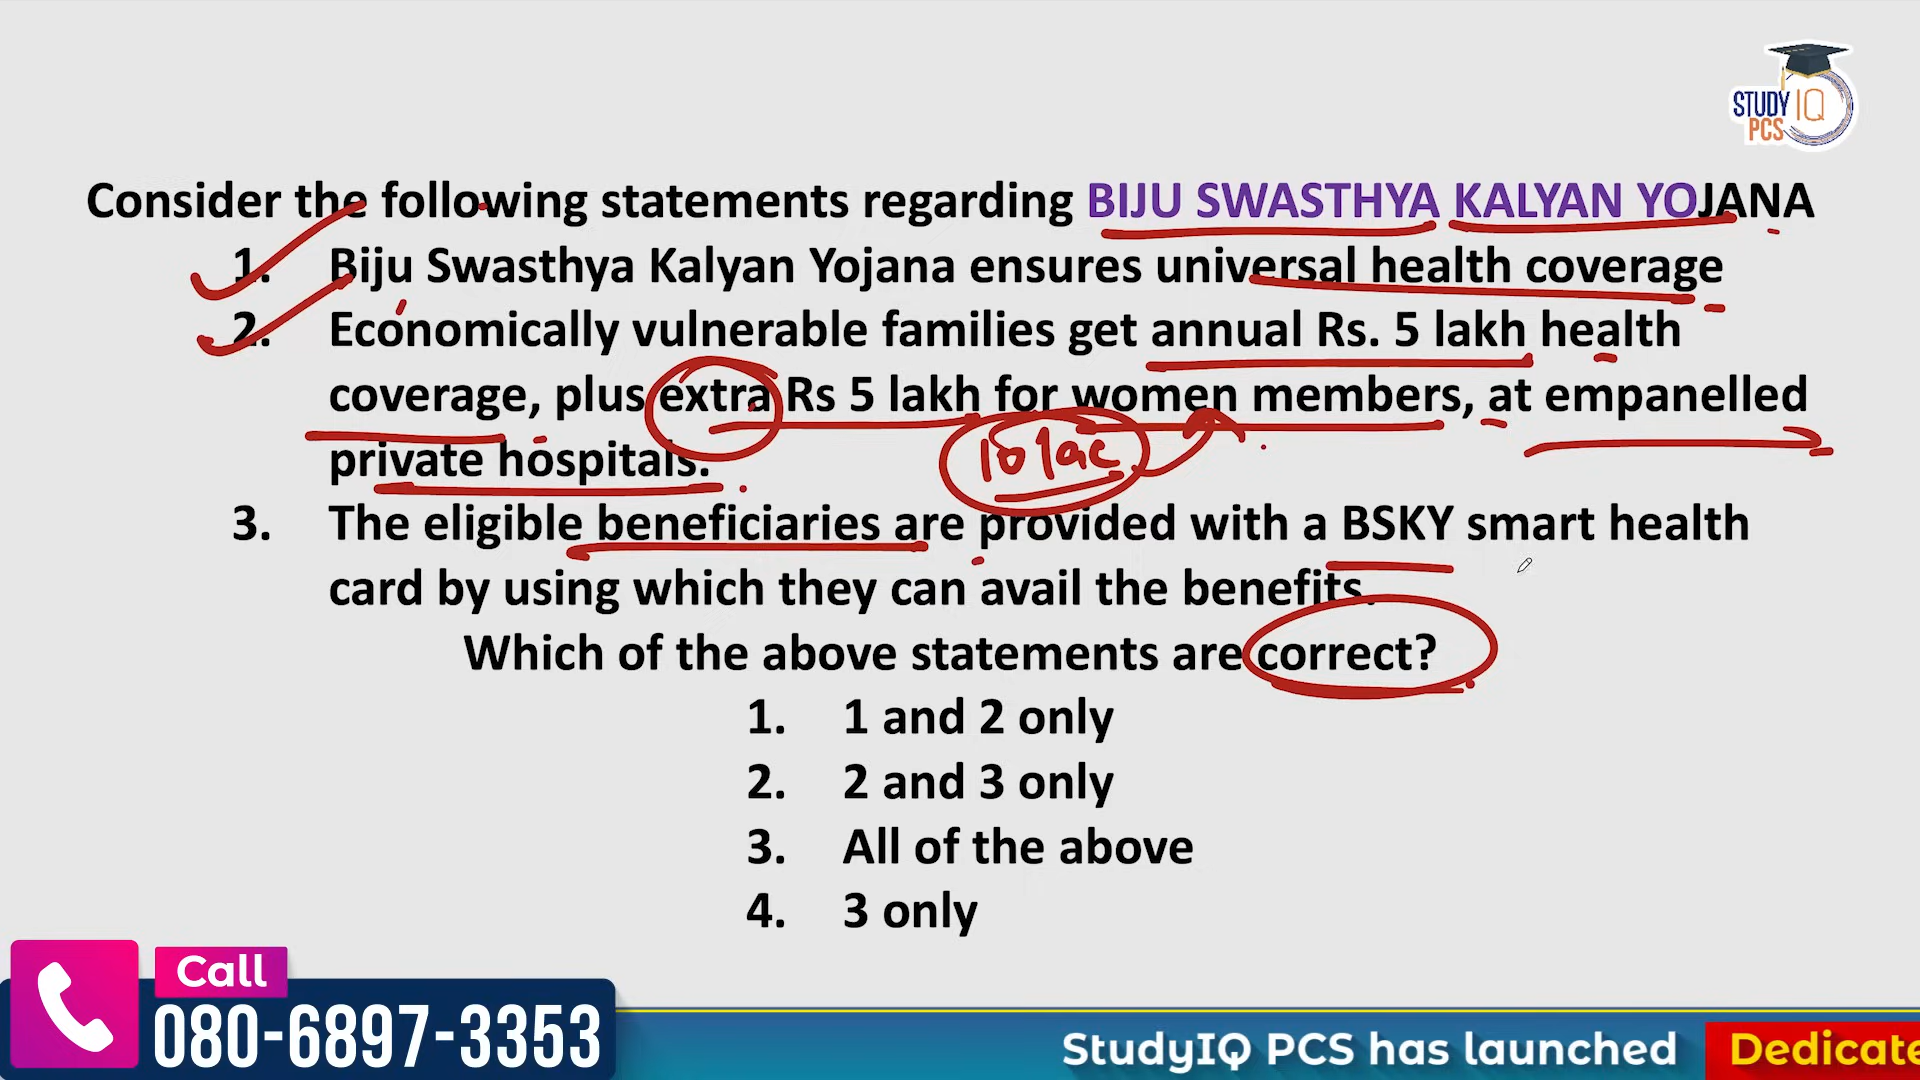 STUDY IQ
PCS
Consider the following statements regarding BIJU SWASTHYA KALYAN YOJANA
1. Biju Swasthya Kalyan Yojana ensures universal health coverage
2. Economically vulnerable families get annual Rs. 5 lakh health
coverage, plus extra Rs 5 lakh for women members, at empanelled
private hospitals.
10 lac
3. The eligible beneficiaries are provided with a BSKY smart health
card by using which they can avail the benefits.
Which of the above statements are correct?
1. 1 and 2 only
2. 2 and 3 only
3. All of the above
4. 3 only
Call
080-6897-3353
StudyIQ PCS has launched Dedicate